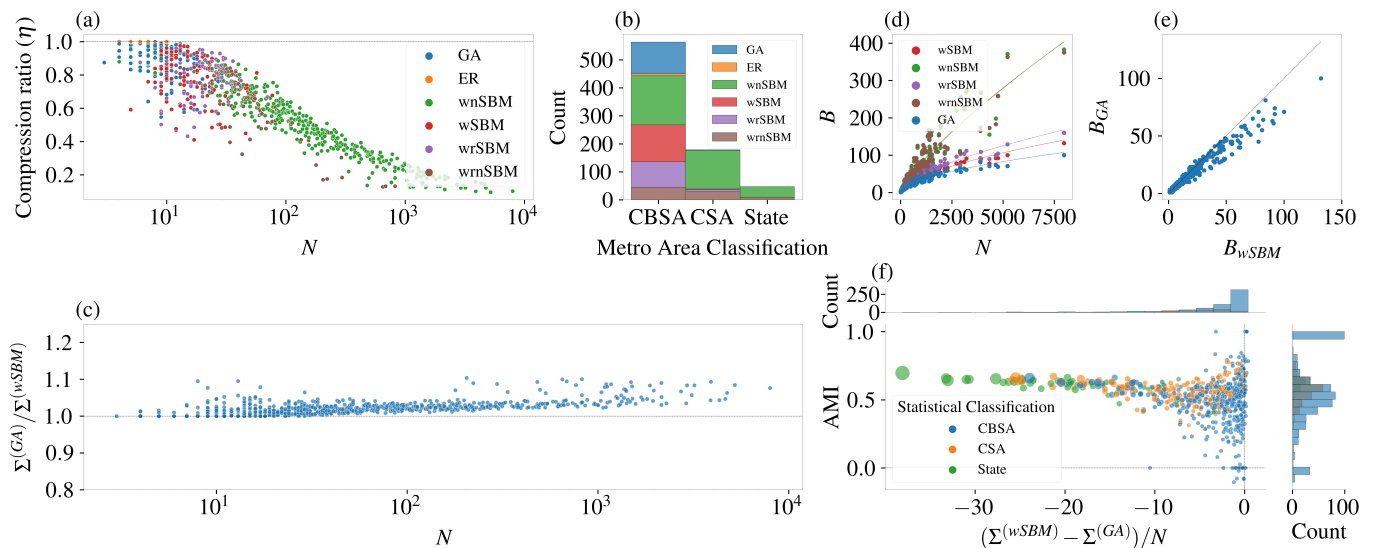 (a)
Compression ratio (η)
1.0
0.8
0.6
0.4
0.2
GA
ER
wnSBM
wSBM
wrSBM
wrnSBM
10¹
10²
10³
10⁴
N
(b)
Count
500
400
300
200
100
0
GA
ER
wnSBM
wSBM
wrSBM
wrnSBM
CBSA
CSA
State
Metro Area Classification
(d)
B
400
300
200
100
0
wSBM
wnSBM
wrSBM
wrnSBM
GA
0
2500
5000
7500
N
(e)
B_GA
100
50
0
0
50
100
150
B_wSBM
(c)
Σ^(GA)/Σ^(wSBM)
1.2
1.1
1.0
0.9
0.8
10¹
10²
10³
10⁴
N
(f)
Count
250
0
AMI
1.0
0.5
0.0
Statistical Classification
CBSA
CSA
State
−30
−20
−10
0
(Σ^(wSBM) − Σ^(GA))/N
0
100
Count